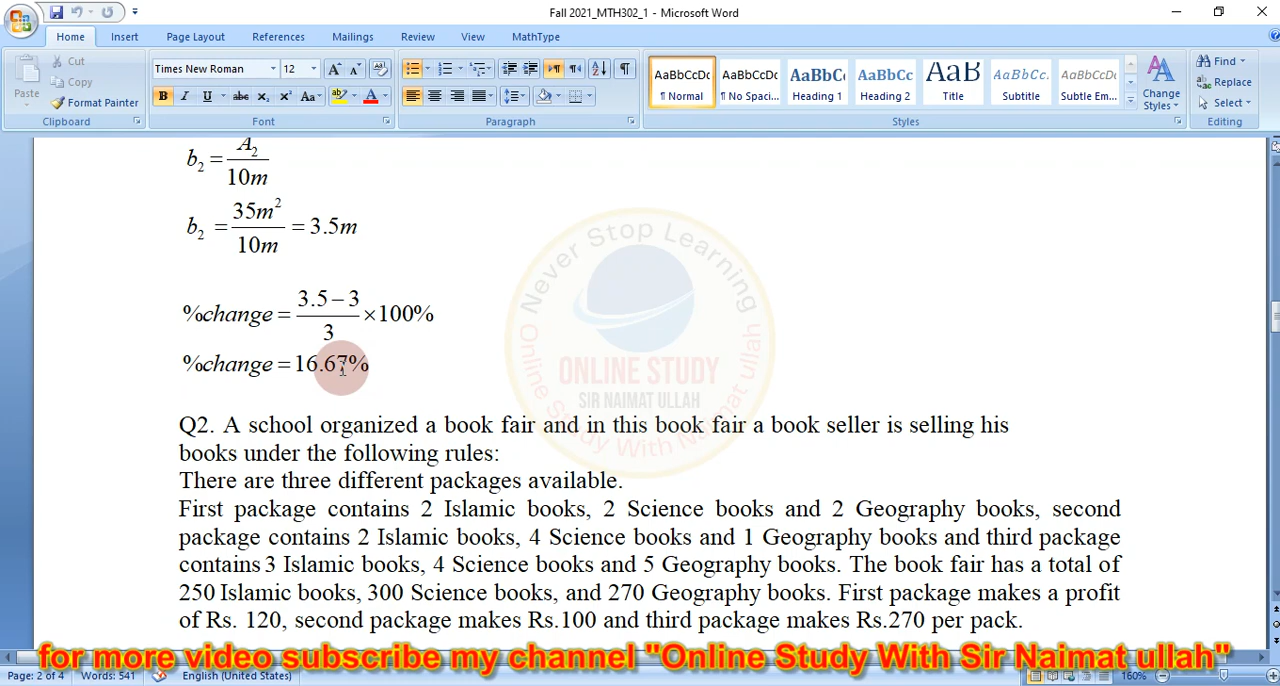 Fall 2021_MTH302_1 - Microsoft Word
Home Insert Page Layout References Mailings Review View MathType
Paste Cut Copy Format Painter Clipboard
Times New Roman 12 Font
Paragraph
AaBbCcDc ¶ Normal AaBbCcDc ¶ No Spaci... AaBbC Heading 1 AaBbCc Heading 2 AaB Title AaBbCc. Subtitle AaBbCcDc Subtle Em... Change Styles Styles
Find Replace Select Editing
b₂ = A₂ / 10m
b₂ = 35m² / 10m = 3.5m
%change = (3.5 − 3) / 3 × 100%
%change = 16.67%
Never Stop Learning
ONLINE STUDY
SIR NAIMAT ULLAH
Online Study With Sir Naimat ullah
Q2. A school organized a book fair and in this book fair a book seller is selling his
books under the following rules:
There are three different packages available.
First package contains 2 Islamic books, 2 Science books and 2 Geography books, second
package contains 2 Islamic books, 4 Science books and 1 Geography books and third package
contains 3 Islamic books, 4 Science books and 5 Geography books. The book fair has a total of
250 Islamic books, 300 Science books, and 270 Geography books. First package makes a profit
of Rs. 120, second package makes Rs.100 and third package makes Rs.270 per pack.
for more video subscribe my channel "Online Study With Sir Naimat ullah"
Page: 2 of 4 Words: 541 English (United States) 160%